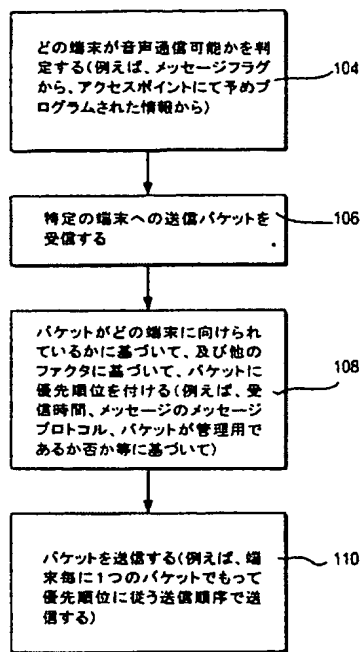 どの端末が音声通信可能かを判
定する(例えば、メッセージフラグ
から、アクセスポイントにて予めプ
ログラムされた情報から)
104
特定の端末への送信パケットを
受信する
106
パケットがどの端末に向けられ
ているかに基づいて、及び他の
ファクタに基づいて、パケットに
優先順位を付ける(例えば、受
信時間、メッセージのメッセージ
プロトコル、パケットが管理用で
あるか否か等に基づいて)
108
パケットを送信する(例えば、端
末毎に1つのパケットでもって
優先順位に従う送信順序で送
信する)
110